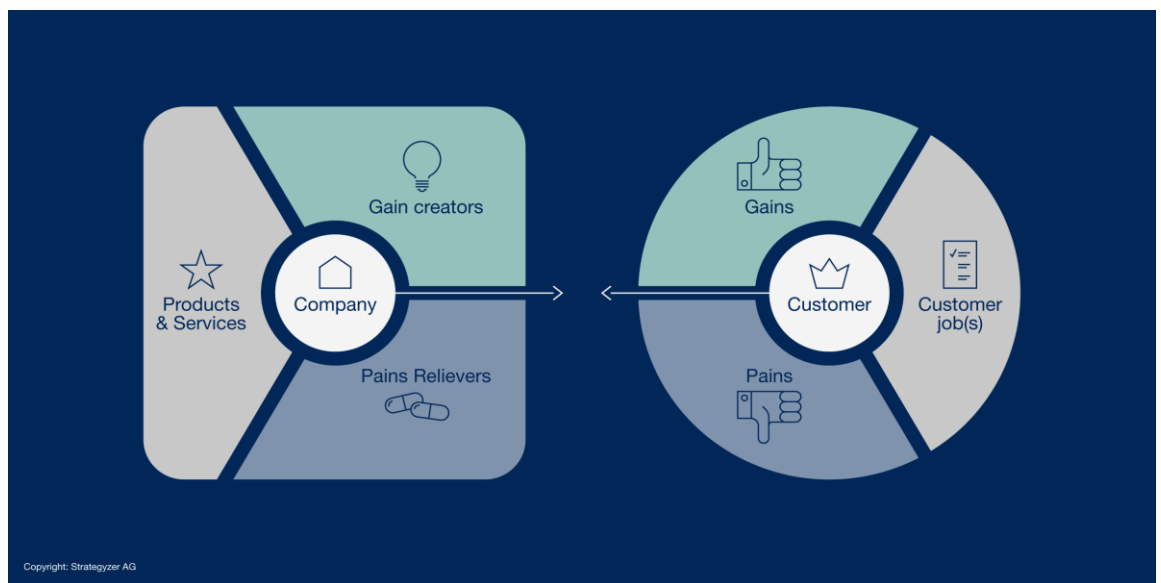 Gain creators
Products
& Services
Company
Pains Relievers
Gains
Customer
Customer
job(s)
Pains
Copyright: Strategyzer AG